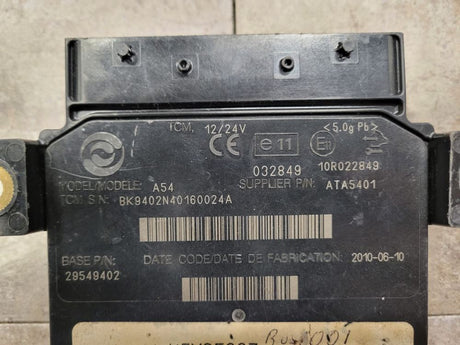 TCM, 12/24V
<5.0g Pb>
CE e11 E11
032849 10R022849
MODEL/MODELE: A54
SUPPLIER P/N: ATA5401
TCM S/N: BK9402N40160024A
BASE P/N:
29549402
DATE CODE/DATE DE FABRICATION: 2010-06-10